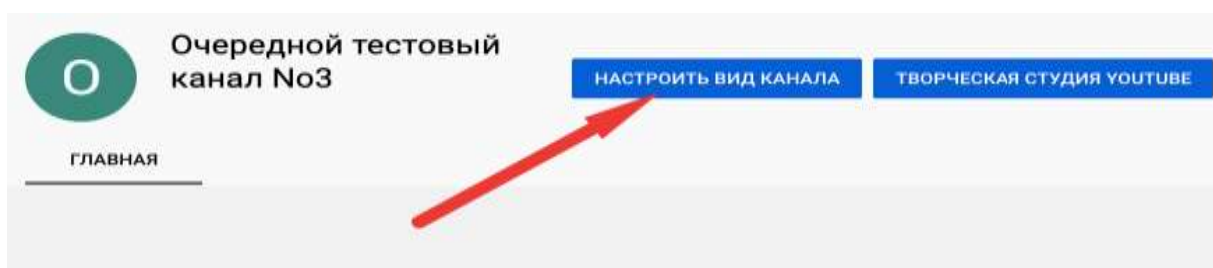 О
Очередной тестовый
канал No3
НАСТРОИТЬ ВИД КАНАЛА
ТВОРЧЕСКАЯ СТУДИЯ YOUTUBE
ГЛАВНАЯ